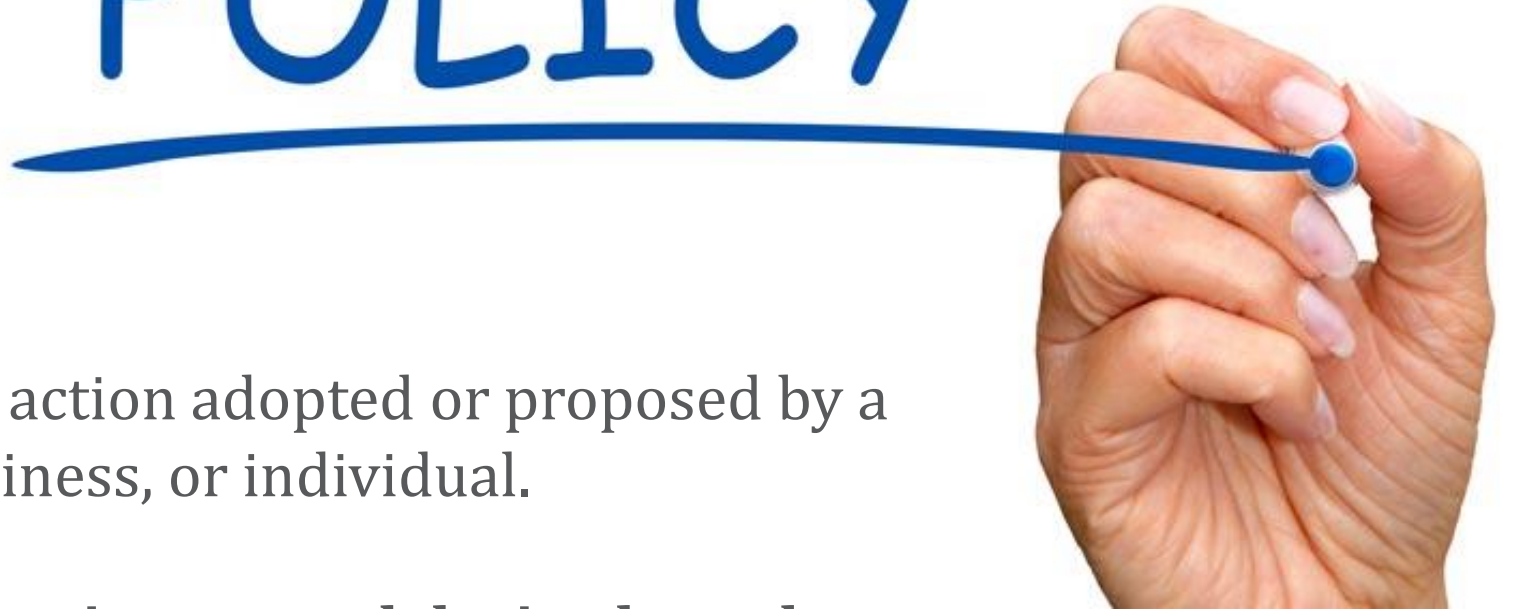 POLICY
action adopted or proposed by a
iness, or individual.